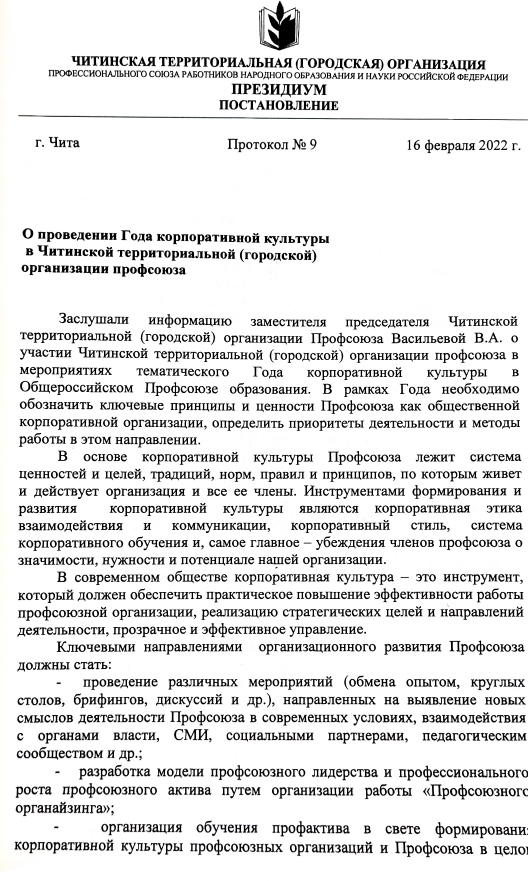 ЧИТИНСКАЯ ТЕРРИТОРИАЛЬНАЯ (ГОРОДСКАЯ) ОРГАНИЗАЦИЯ
ПРОФЕССИОНАЛЬНОГО СОЮЗА РАБОТНИКОВ НАРОДНОГО ОБРАЗОВАНИЯ И НАУКИ РОССИЙСКОЙ ФЕДЕРАЦИИ
ПРЕЗИДИУМ
ПОСТАНОВЛЕНИЕ
г. Чита Протокол № 9 16 февраля 2022 г.
О проведении Года корпоративной культуры
в Читинской территориальной (городской)
организации профсоюза
Заслушали информацию заместителя председателя Читинской
территориальной (городской) организации Профсоюза Васильевой В.А. о
участии Читинской территориальной (городской) организации профсоюза в
мероприятиях тематического Года корпоративной культуры в
Общероссийском Профсоюзе образования. В рамках Года необходимо
обозначить ключевые принципы и ценности Профсоюза как общественной
корпоративной организации, определить приоритеты деятельности и методы
работы в этом направлении.
В основе корпоративной культуры Профсоюза лежит система
ценностей и целей, традиций, норм, правил и принципов, по которым живет
и действует организация и все ее члены. Инструментами формирования и
развития корпоративной культуры являются корпоративная этика
взаимодействия и коммуникации, корпоративный стиль, система
корпоративного обучения и, самое главное – убеждения членов профсоюза о
значимости, нужности и потенциале нашей организации.
В современном обществе корпоративная культура – это инструмент,
который должен обеспечить практическое повышение эффективности работы
профсоюзной организации, реализацию стратегических целей и направлений
деятельности, прозрачное и эффективное управление.
Ключевыми направлениями организационного развития Профсоюза
должны стать:
- проведение различных мероприятий (обмена опытом, круглых
столов, брифингов, дискуссий и др.), направленных на выявление новых
смыслов деятельности Профсоюза в современных условиях, взаимодействия
с органами власти, СМИ, социальными партнерами, педагогическим
сообществом и др.;
- разработка модели профсоюзного лидерства и профессионального
роста профсоюзного актива путем организации работы «Профсоюзного
органайзинга»;
- организация обучения профактива в свете формировани
корпоративной культуры профсоюзных организаций и Профсоюза в цело